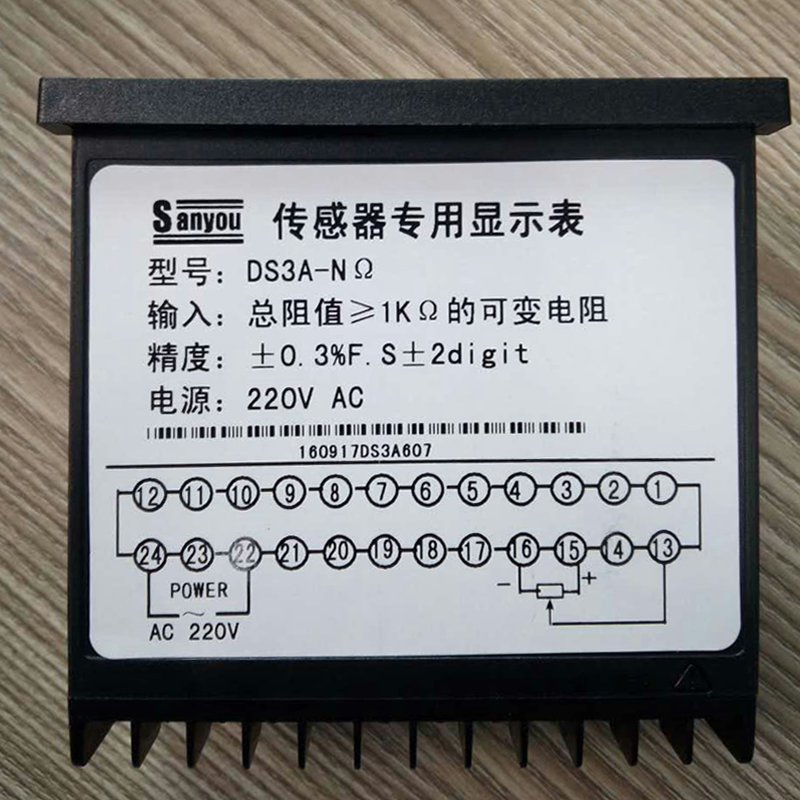 Sanyou 传感器专用显示表
型号: DS3A-NΩ
输入: 总阻值≥1KΩ的可变电阻
精度: ±0.3%F.S±2digit
电源: 220V AC
160917DS3A607
12 11 10 9 8 7 6 5 4 3 2 1
24 23 22 21 20 19 18 17 16 15 14 13
POWER - +
~
AC 220V